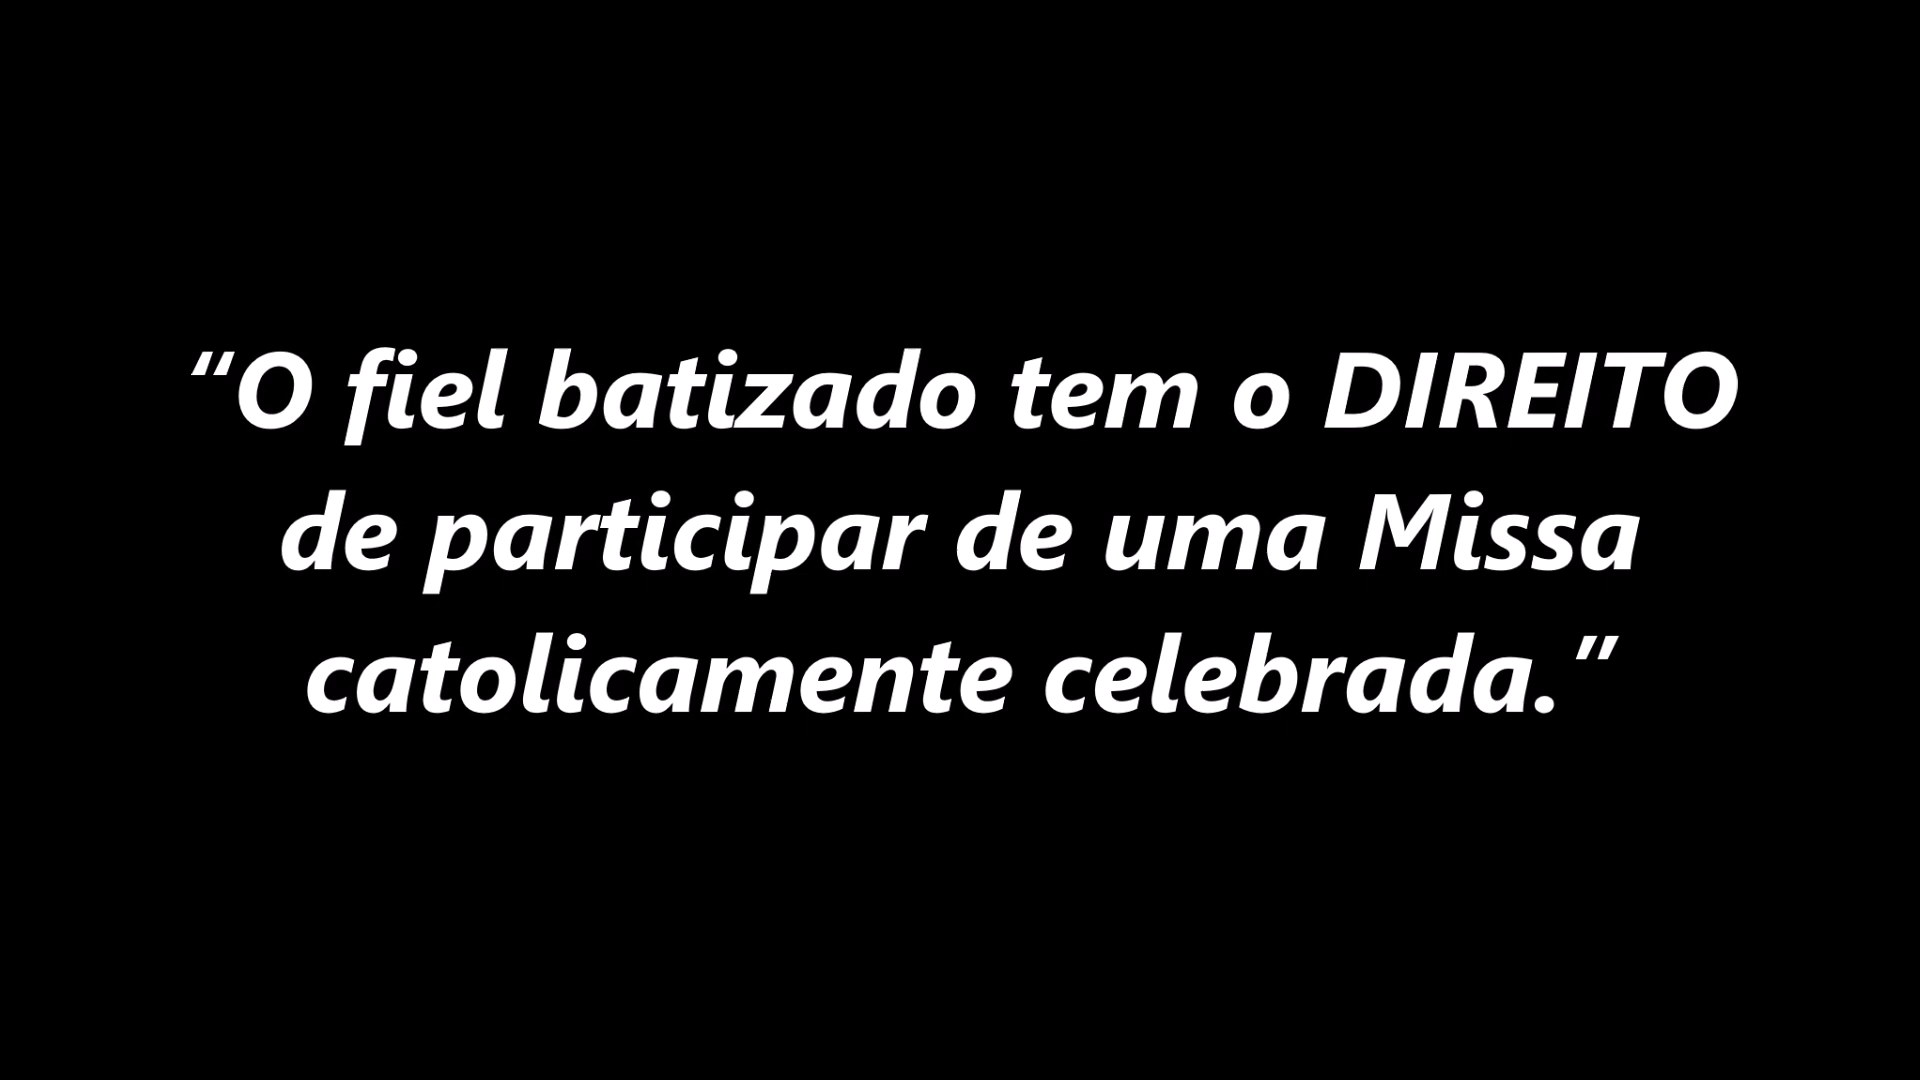 “O fiel batizado tem o DIREITO
de participar de uma Missa
catolicamente celebrada.”